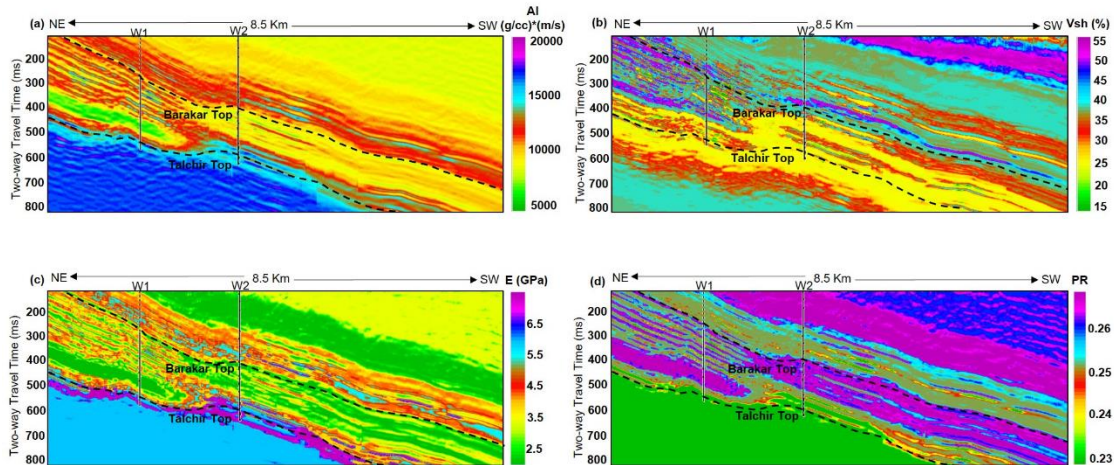 (a) NE 8.5 Km SW AI
(g/cc)*(m/s)
W1 W2
20000
15000
10000
5000
200
300
400
500
600
700
800
Two-way Travel Time (ms)
Barakar Top
Talchir Top
(b) NE 8.5 Km SW Vsh (%)
W1 W2
55
50
45
40
35
30
25
20
15
200
300
400
500
600
700
800
Two-way Travel Time (ms)
Barakar Top
Talchir Top
(c) NE 8.5 Km SW E (GPa)
W1 W2
6.5
5.5
4.5
3.5
2.5
200
300
400
500
600
700
800
Two-way Travel Time (ms)
Barakar Top
Talchir Top
(d) NE 8.5 Km SW PR
W1 W2
0.26
0.25
0.24
0.23
200
300
400
500
600
700
800
Two-way Travel Time (ms)
Barakar Top
Talchir Top